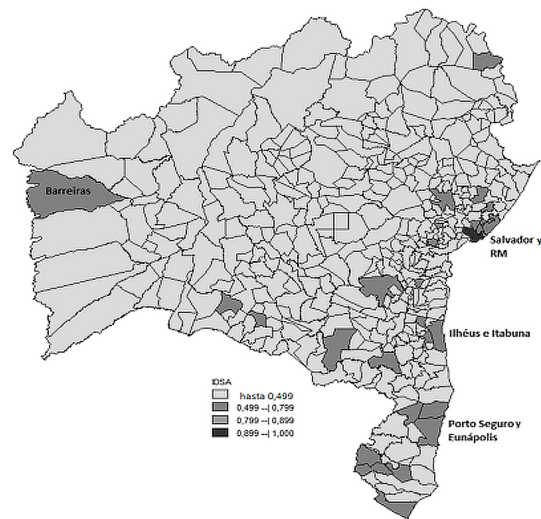 Barreiras
Salvador y
RM
Ilhéus e Itabuna
Porto Seguro y
Eunápolis
IDSA
hasta 0,499
0,499 --| 0,799
0,799 --| 0,899
0,899 --| 1,000